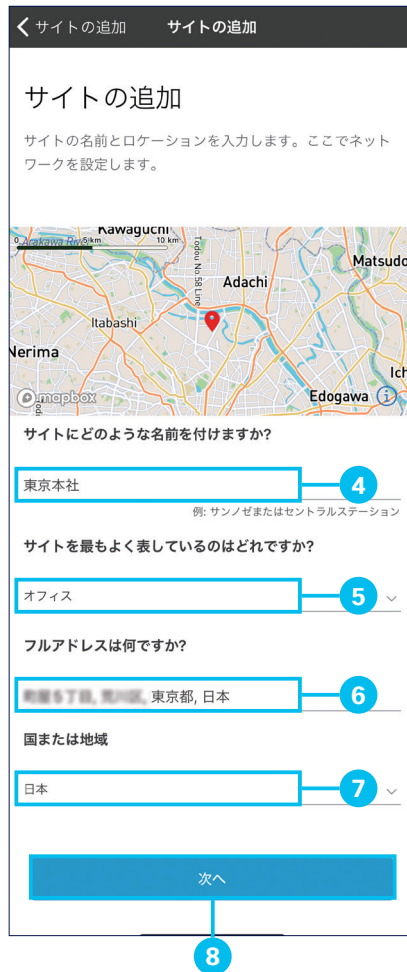 サイトの追加 サイトの追加
サイトの追加
サイトの名前とロケーションを入力します。ここでネット
ワークを設定します。
Kawaguchi
0 5 km 10 km
Arakawa River
Todou No.58 Line
Matsudo
Adachi
Itabashi
Nerima
Ich
mapbox
Edogawa
サイトにどのような名前を付けますか?
東京本社 4
例: サンノゼまたはセントラルステーション
サイトを最もよく表しているのはどれですか?
オフィス 5
フルアドレスは何ですか?
東京都, 日本 6
国または地域
日本 7
次へ
8